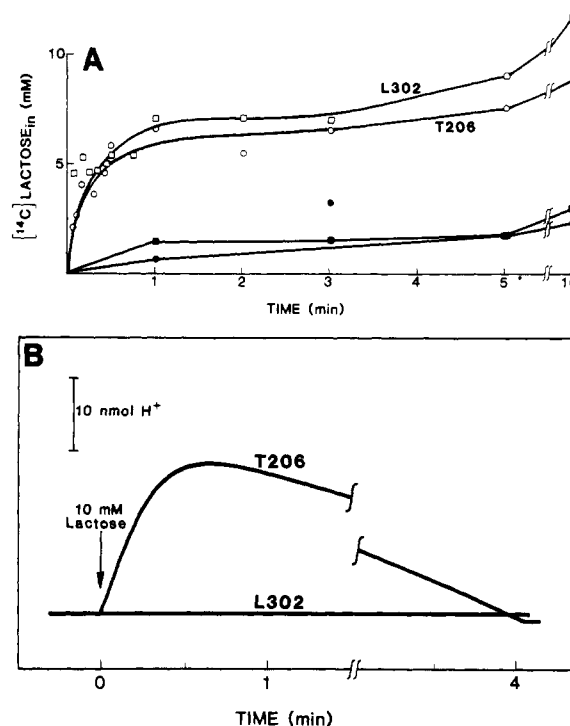 A
[¹⁴C] LACTOSEin (mM)
10
5
L302
T206
1
2
3
4
5
TIME (min)
B
10 nmol H⁺
T206
10 mM
Lactose
L302
0
1
4
TIME (min)